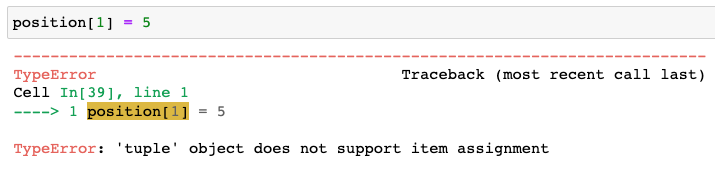 position[1] = 5
---------------------------------------------------------------------------
TypeError                                 Traceback (most recent call last)
Cell In[39], line 1
----> 1 position[1] = 5

TypeError: 'tuple' object does not support item assignment